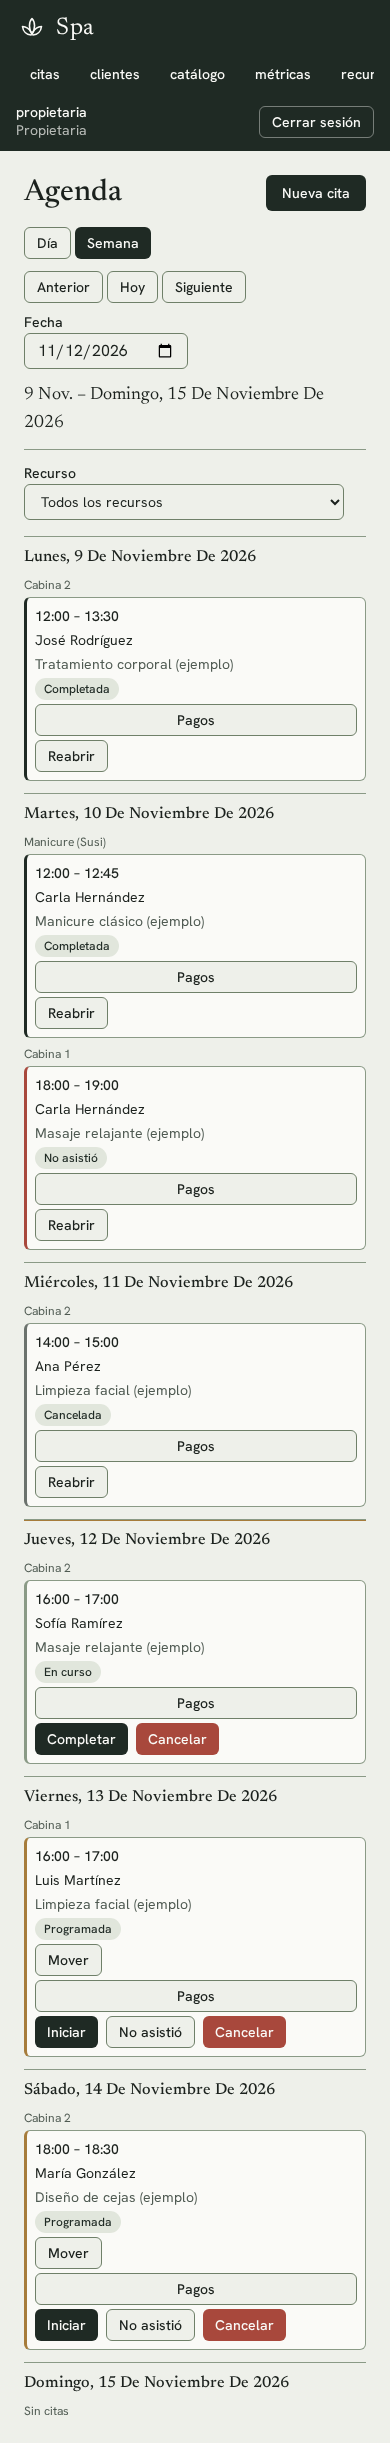 Spa
citas clientes catálogo métricas recur
propietaria
Propietaria
Cerrar sesión
Agenda
Nueva cita
Día Semana
Anterior Hoy Siguiente
Fecha
11/12/2026
9 Nov. – Domingo, 15 De Noviembre De
2026
Recurso
Todos los recursos
Lunes, 9 De Noviembre De 2026
Cabina 2
12:00 – 13:30
José Rodríguez
Tratamiento corporal (ejemplo)
Completada
Pagos
Reabrir
Martes, 10 De Noviembre De 2026
Manicure (Susi)
12:00 – 12:45
Carla Hernández
Manicure clásico (ejemplo)
Completada
Pagos
Reabrir
Cabina 1
18:00 – 19:00
Carla Hernández
Masaje relajante (ejemplo)
No asistió
Pagos
Reabrir
Miércoles, 11 De Noviembre De 2026
Cabina 2
14:00 – 15:00
Ana Pérez
Limpieza facial (ejemplo)
Cancelada
Pagos
Reabrir
Jueves, 12 De Noviembre De 2026
Cabina 2
16:00 – 17:00
Sofía Ramírez
Masaje relajante (ejemplo)
En curso
Pagos
Completar Cancelar
Viernes, 13 De Noviembre De 2026
Cabina 1
16:00 – 17:00
Luis Martínez
Limpieza facial (ejemplo)
Programada
Mover
Pagos
Iniciar No asistió Cancelar
Sábado, 14 De Noviembre De 2026
Cabina 2
18:00 – 18:30
María González
Diseño de cejas (ejemplo)
Programada
Mover
Pagos
Iniciar No asistió Cancelar
Domingo, 15 De Noviembre De 2026
Sin citas